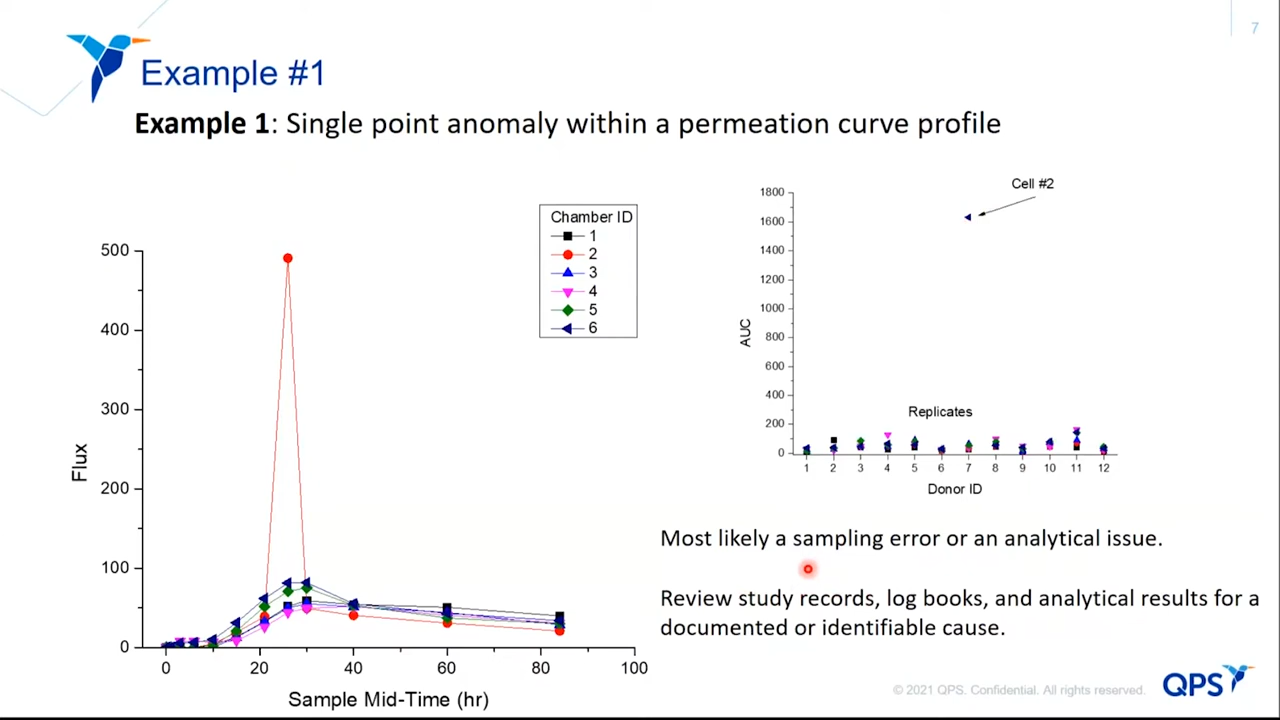 7
Example #1
Example 1: Single point anomaly within a permeation curve profile
Chamber ID
1
2
3
4
5
6
500
400
300
200
100
0
Flux
0
20
40
60
80
100
Sample Mid-Time (hr)
Cell #2
1800
1600
1400
1200
1000
800
600
400
200
0
AUC
Replicates
1
2
3
4
5
6
7
8
9
10
11
12
Donor ID
Most likely a sampling error or an analytical issue.
Review study records, log books, and analytical results for a
documented or identifiable cause.
© 2021 QPS. Confidential. All rights reserved.
QPS